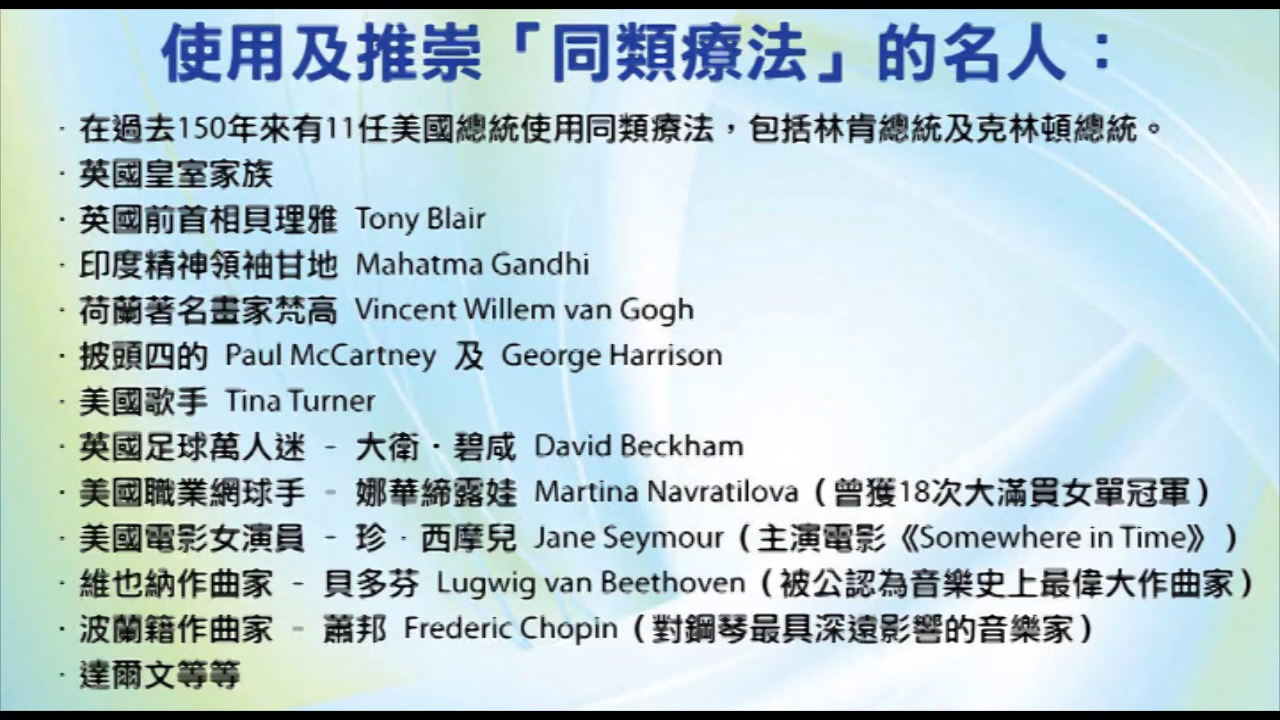 使用及推崇「同類療法」的名人：
· 在過去150年來有11任美國總統使用同類療法，包括林肯總統及克林頓總統。
· 英國皇室家族
· 英國前首相貝理雅 Tony Blair
· 印度精神領袖甘地 Mahatma Gandhi
· 荷蘭著名畫家梵高 Vincent Willem van Gogh
· 披頭四的 Paul McCartney 及 George Harrison
· 美國歌手 Tina Turner
· 英國足球萬人迷 - 大衛·碧咸 David Beckham
· 美國職業網球手 - 娜華締露娃 Martina Navratilova（曾獲18次大滿貫女單冠軍）
· 美國電影女演員 - 珍·西摩兒 Jane Seymour（主演電影《Somewhere in Time》）
· 維也納作曲家 - 貝多芬 Lugwig van Beethoven（被公認為音樂史上最偉大作曲家）
· 波蘭籍作曲家 - 蕭邦 Frederic Chopin（對鋼琴最具深遠影響的音樂家）
· 達爾文等等